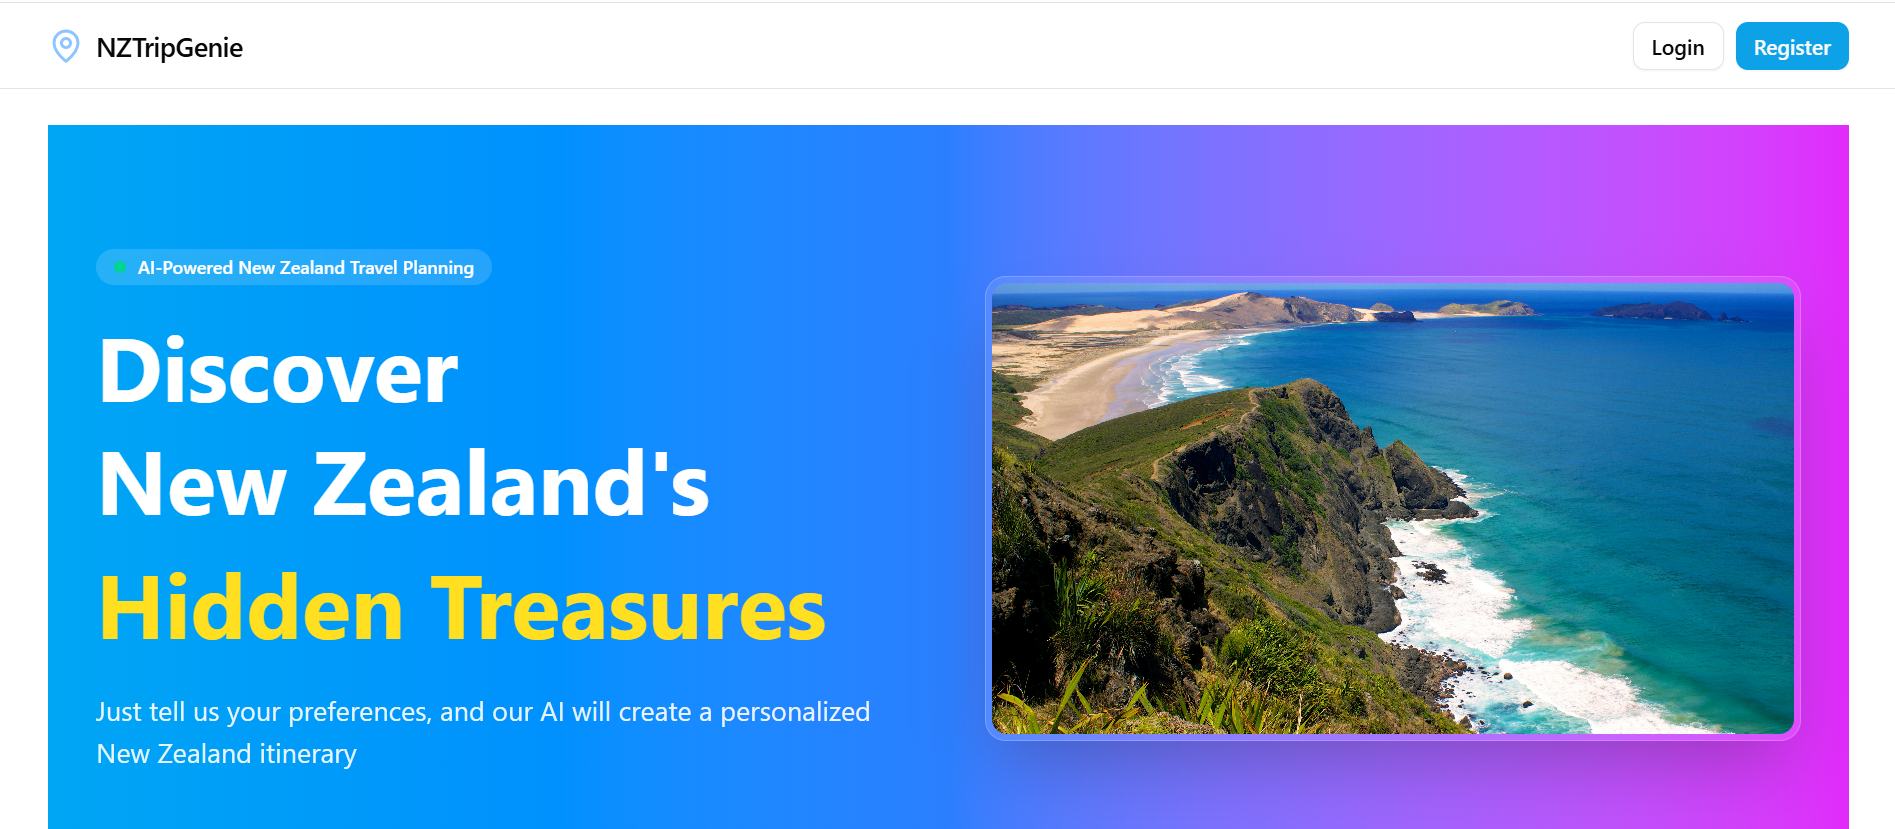 NZTripGenie
Login
Register
AI-Powered New Zealand Travel Planning
Discover
New Zealand's
Hidden Treasures
Just tell us your preferences, and our AI will create a personalized
New Zealand itinerary